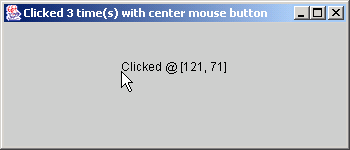 Clicked 3 time(s) with center mouse button
Clicked @ [121, 71]